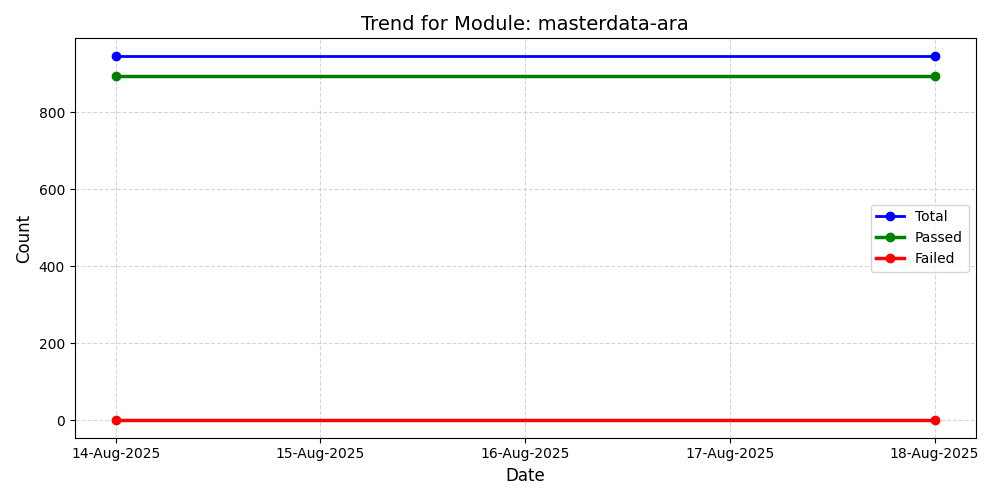 Trend for Module: masterdata-ara
Count
800
600
400
200
0
Total
Passed
Failed
14-Aug-2025
15-Aug-2025
16-Aug-2025
17-Aug-2025
18-Aug-2025
Date